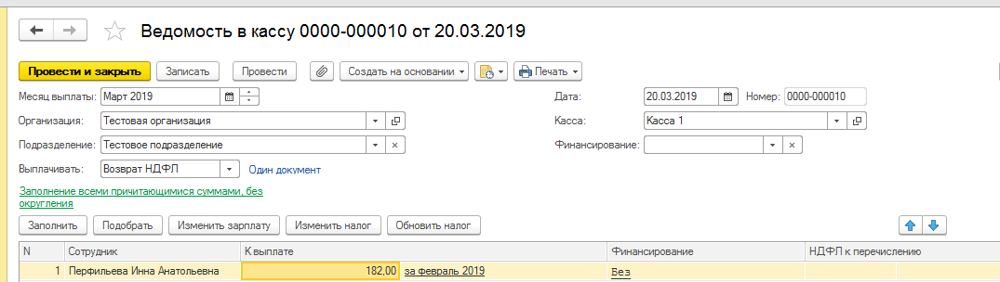 Ведомость в кассу 0000-000010 от 20.03.2019
Провести и закрыть Записать Провести Создать на основании Печать
Месяц выплаты: Март 2019 Дата: 20.03.2019 Номер: 0000-000010
Организация: Тестовая организация Касса: Касса 1
Подразделение: Тестовое подразделение Финансирование:
Выплачивать: Возврат НДФЛ Один документ
Заполнение всеми причитающимися суммами, без
округления
Заполнить Подобрать Изменить зарплату Изменить налог Обновить налог
N Сотрудник К выплате Финансирование НДФЛ к перечислению
1 Перфильева Инна Анатольевна 182,00 за февраль 2019 Без